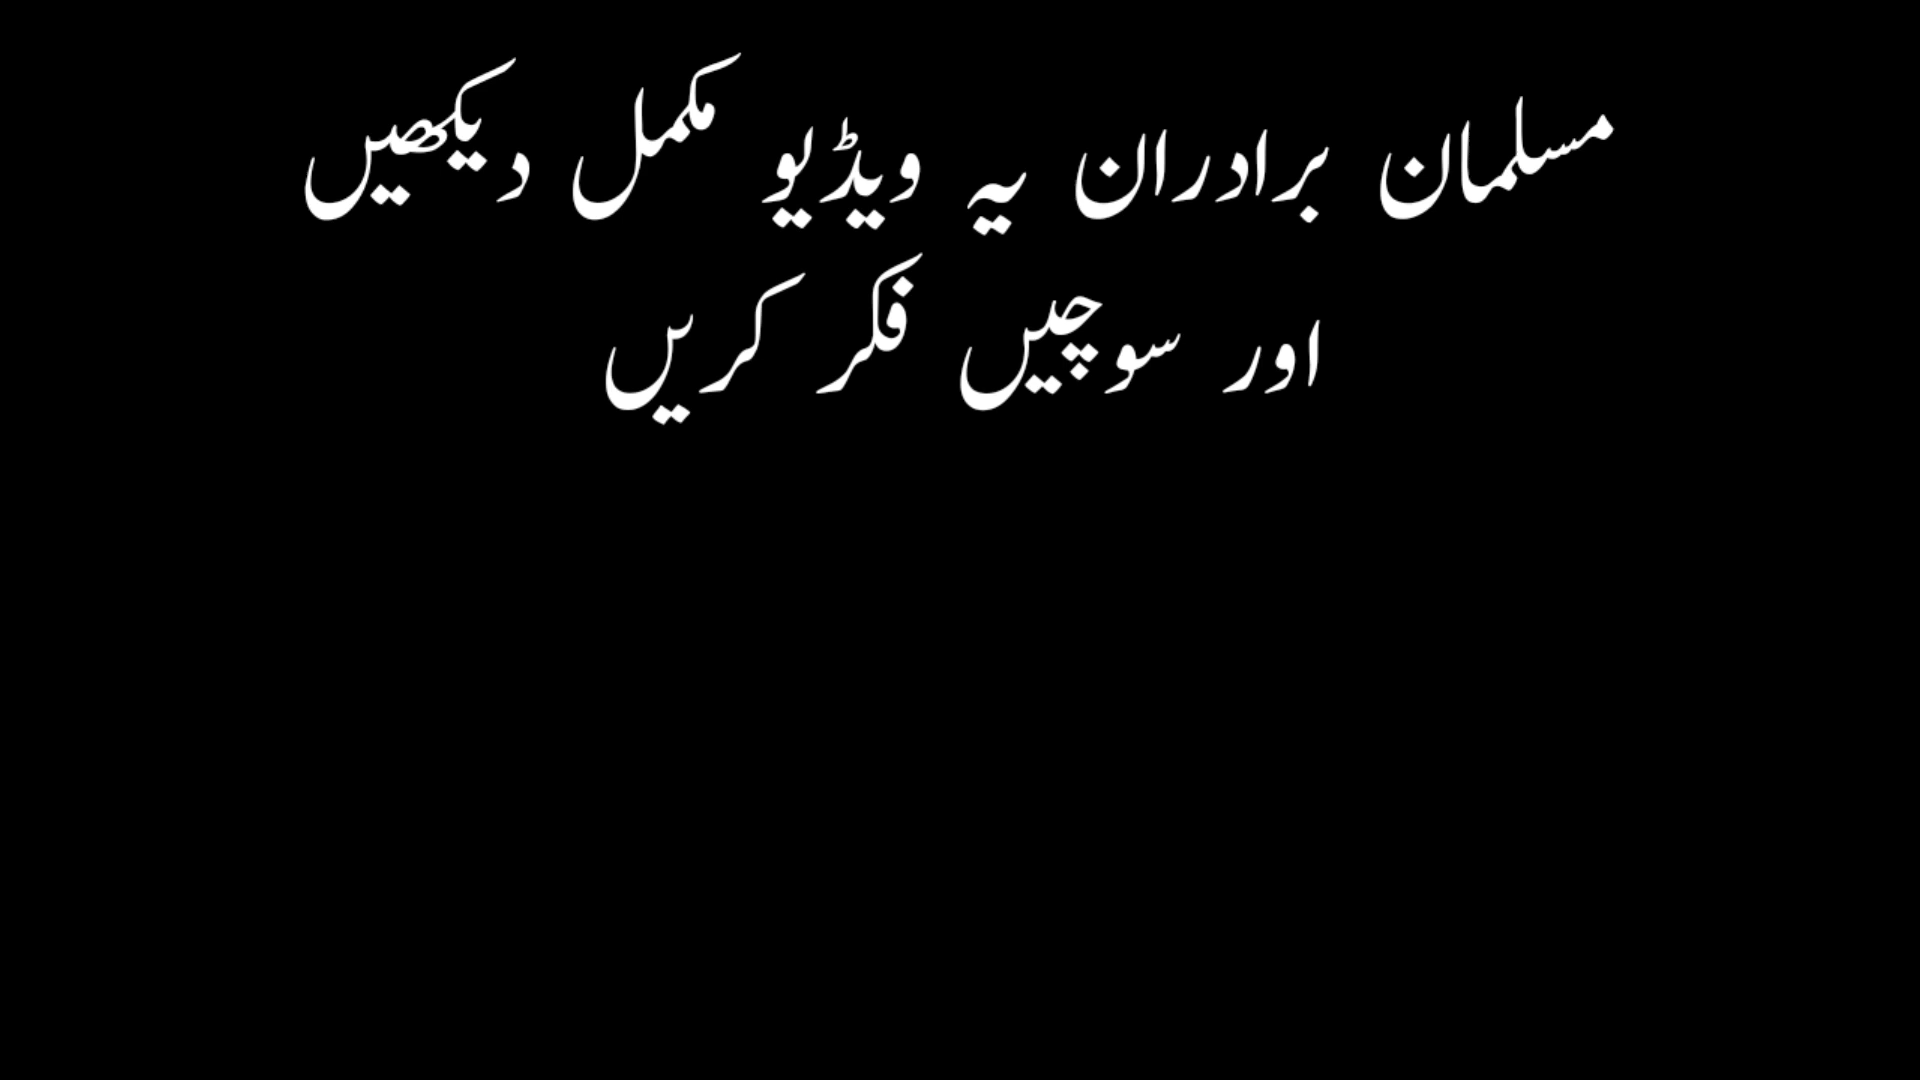 مسلمان برادران یہ ویڈیو مکمل دیکھیں
اور سوچیں فکر کریں